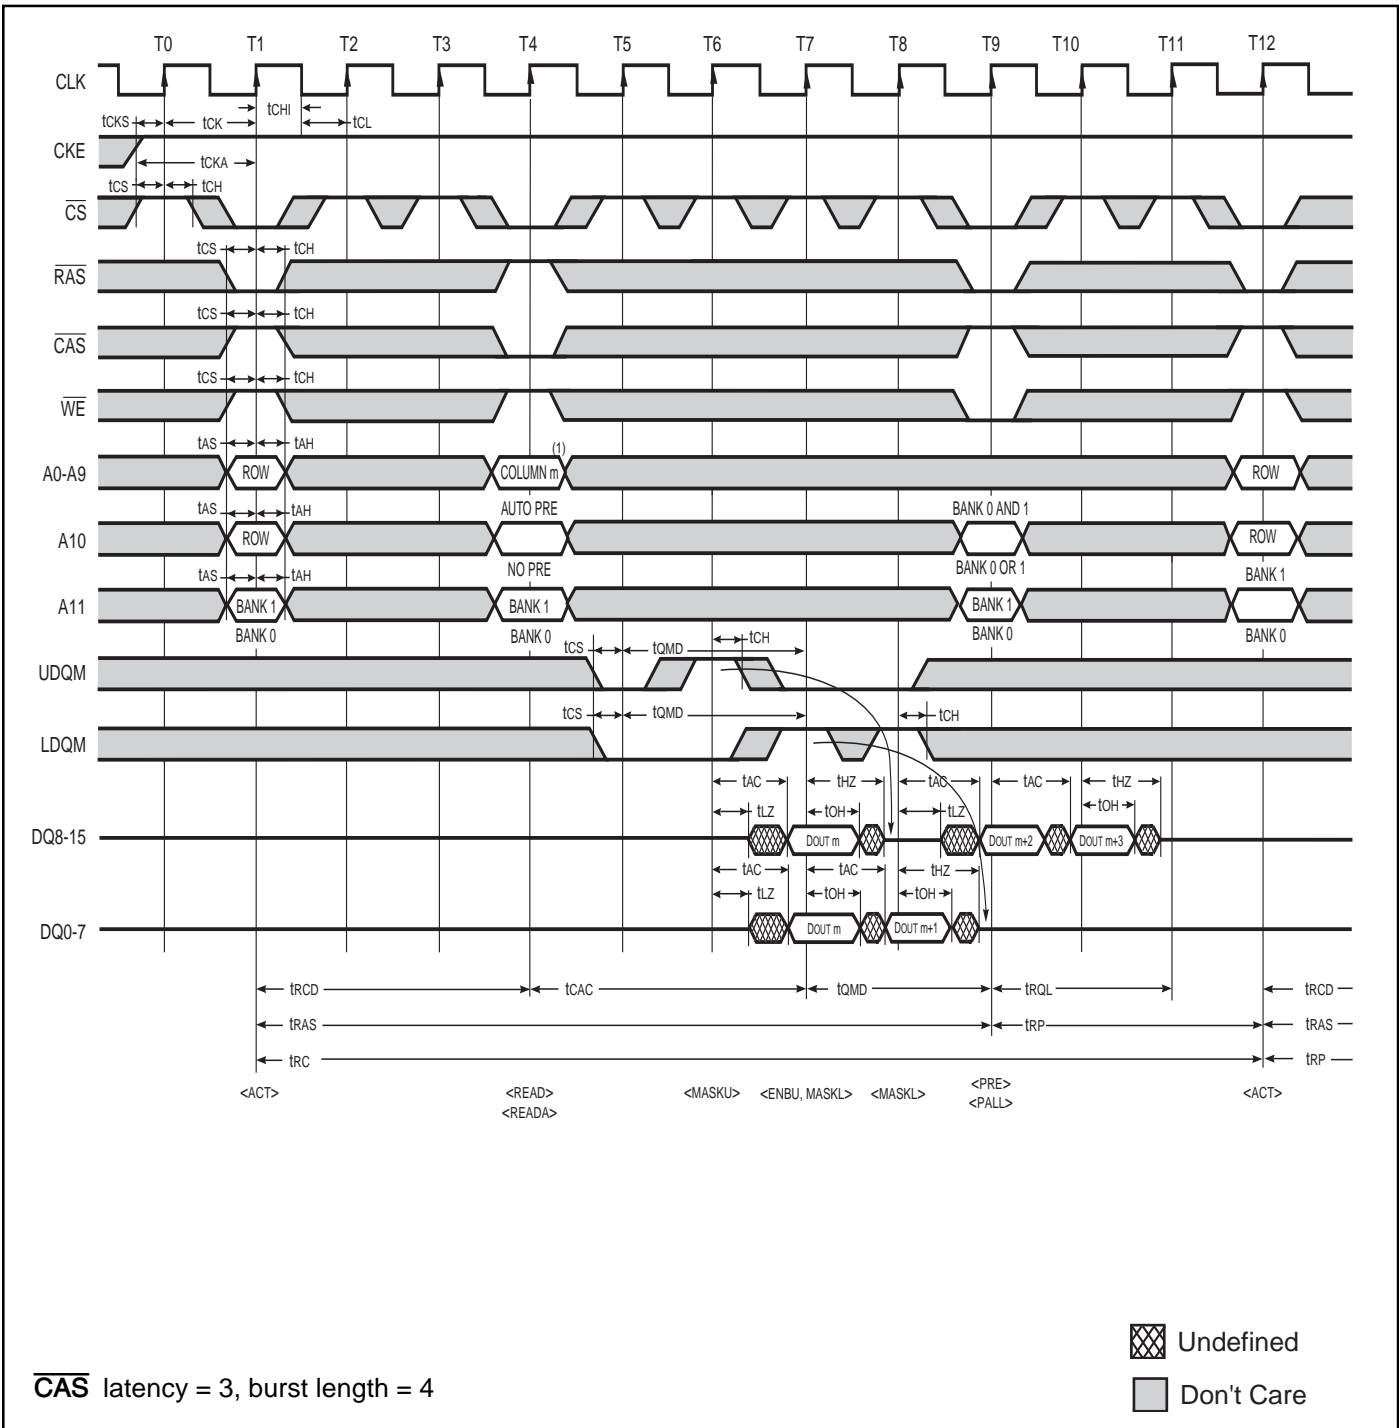 T0 T1 T2 T3 T4 T5 T6 T7 T8 T9 T10 T11 T12
CLK
tCHI
tCKS tCK tCL
CKE
tCKA
tCS tCH
CS
tCS tCH
RAS
tCS tCH
CAS
tCS tCH
WE
tAS tAH (1)
A0-A9 ROW COLUMN m ROW
tAS tAH AUTO PRE BANK 0 AND 1
A10 ROW ROW
tAS tAH NO PRE BANK 0 OR 1 BANK 1
A11 BANK 1 BANK 1 BANK 1
BANK 0 BANK 0 BANK 0 BANK 0
tCS tQMD tCH
UDQM
tCS tQMD tCH
LDQM
tAC tHZ tAC tAC tHZ
tLZ tOH tLZ tOH
DQ8-15 DOUT m DOUT m+2 DOUT m+3
tAC tAC tHZ
tLZ tOH tOH
DQ0-7 DOUT m DOUT m+1
tRCD tCAC tQMD tRQL tRCD
tRAS tRP tRAS
tRC tRP
<ACT> <READ> <MASKU> <ENBU, MASKL> <MASKL> <PRE> <ACT>
<READA> <PALL>
Undefined
CAS latency = 3, burst length = 4
Don't Care